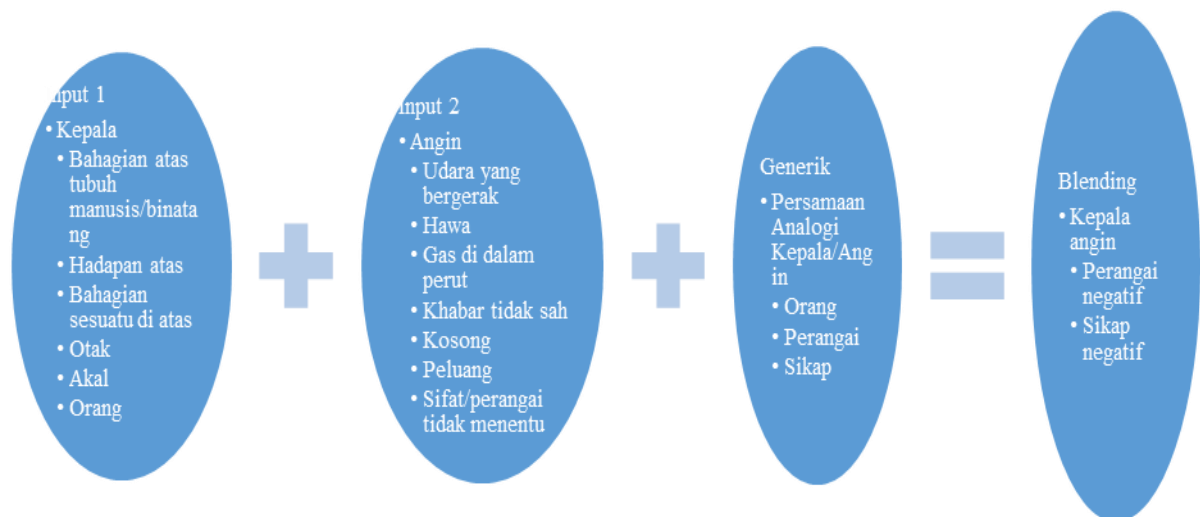 Input 1
• Kepala
• Bahagian atas
tubuh
manusis/binata
ng
• Hadapan atas
• Bahagian
sesuatu di atas
• Otak
• Akal
• Orang
Input 2
• Angin
• Udara yang
bergerak
• Hawa
• Gas di dalam
perut
• Khabar tidak sah
• Kosong
• Peluang
• Sifat/perangai
tidak menentu
Generik
• Persamaan
Analogi
Kepala/Ang
in
• Orang
• Perangai
• Sikap
Blending
• Kepala
angin
• Perangai
negatif
• Sikap
negatif